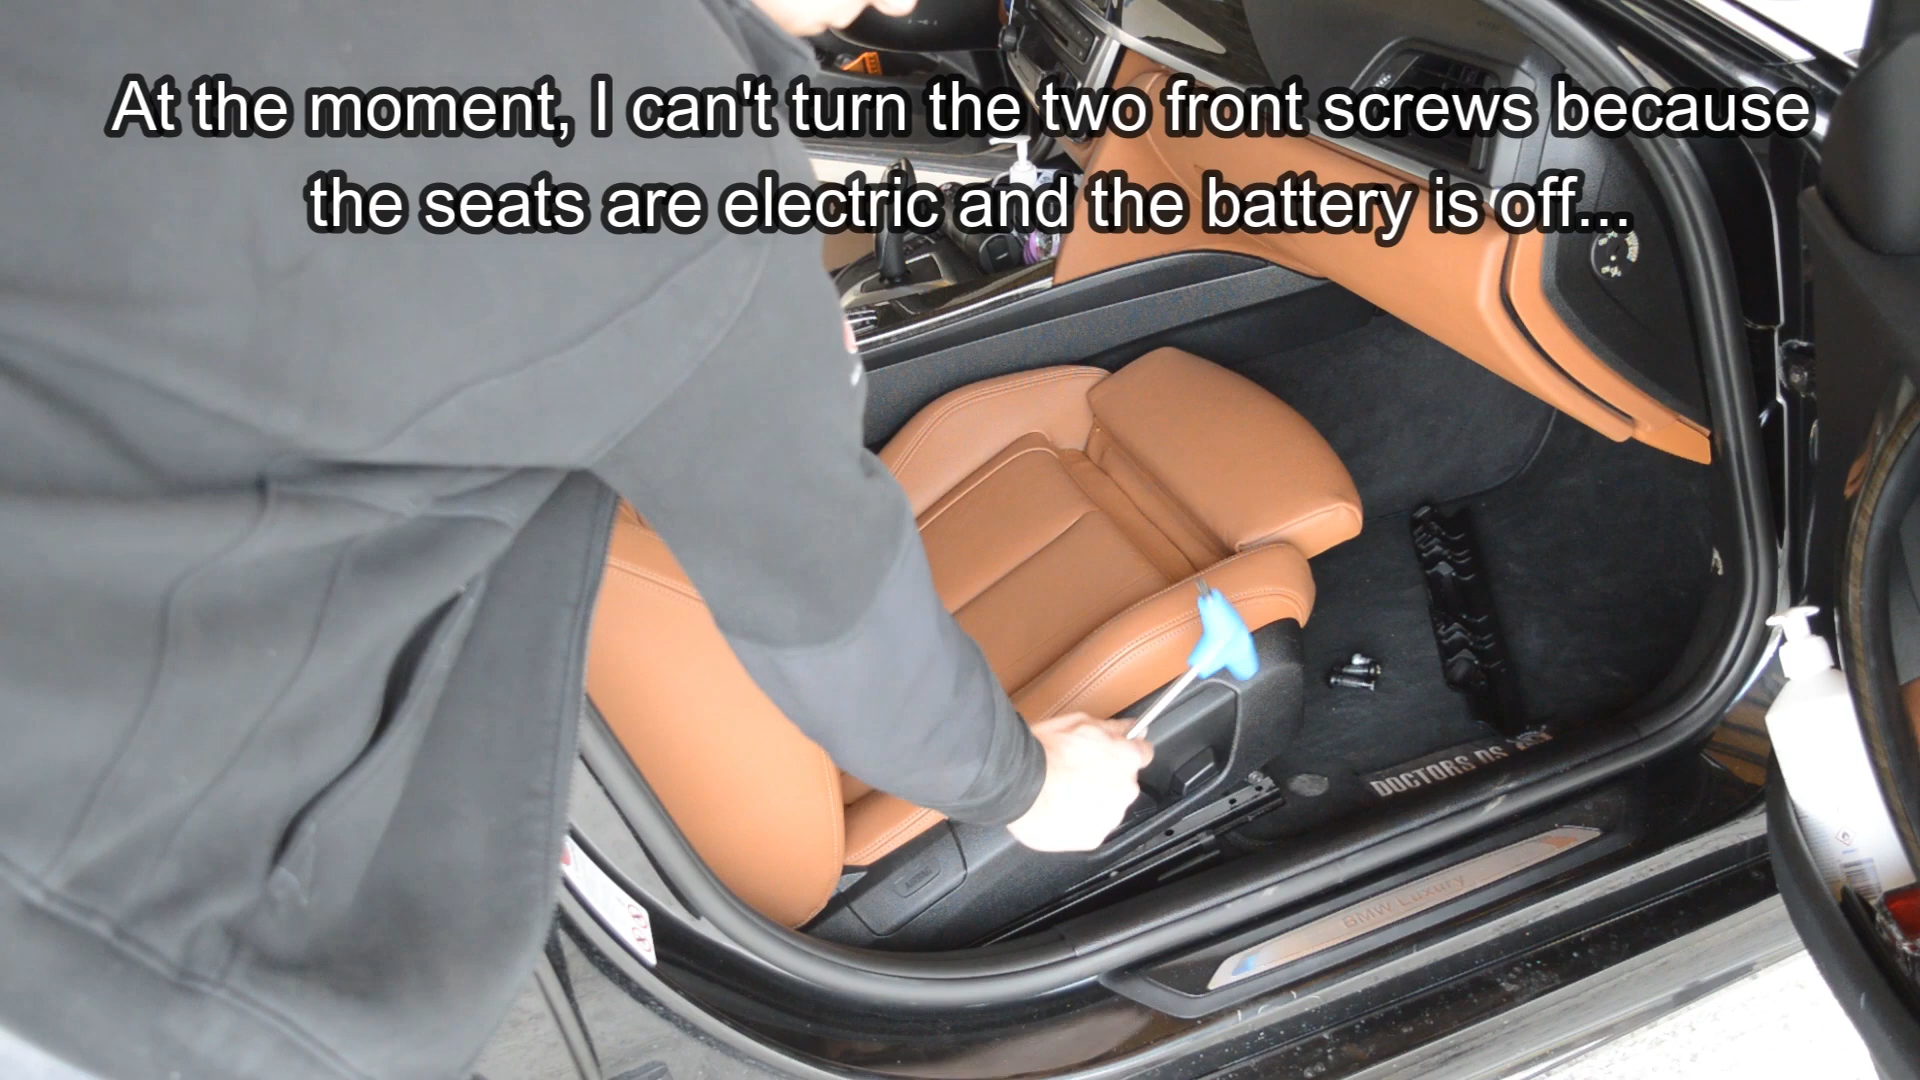 At the moment, I can't turn the two front screws because
the seats are electric and the battery is off...
DOCTORS
AIRBAG
BMW Luxury